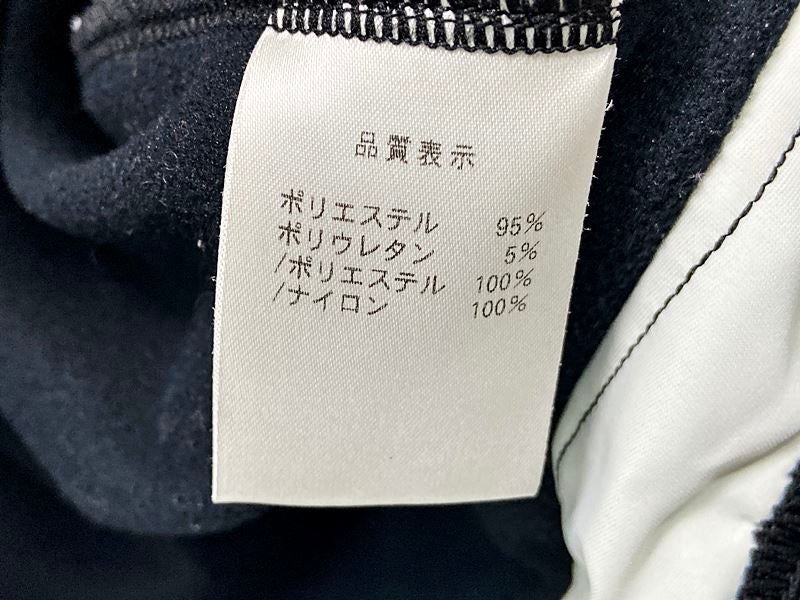 品質表示
ポリエステル 95%
ポリウレタン 5%
/ポリエステル 100%
/ナイロン 100%